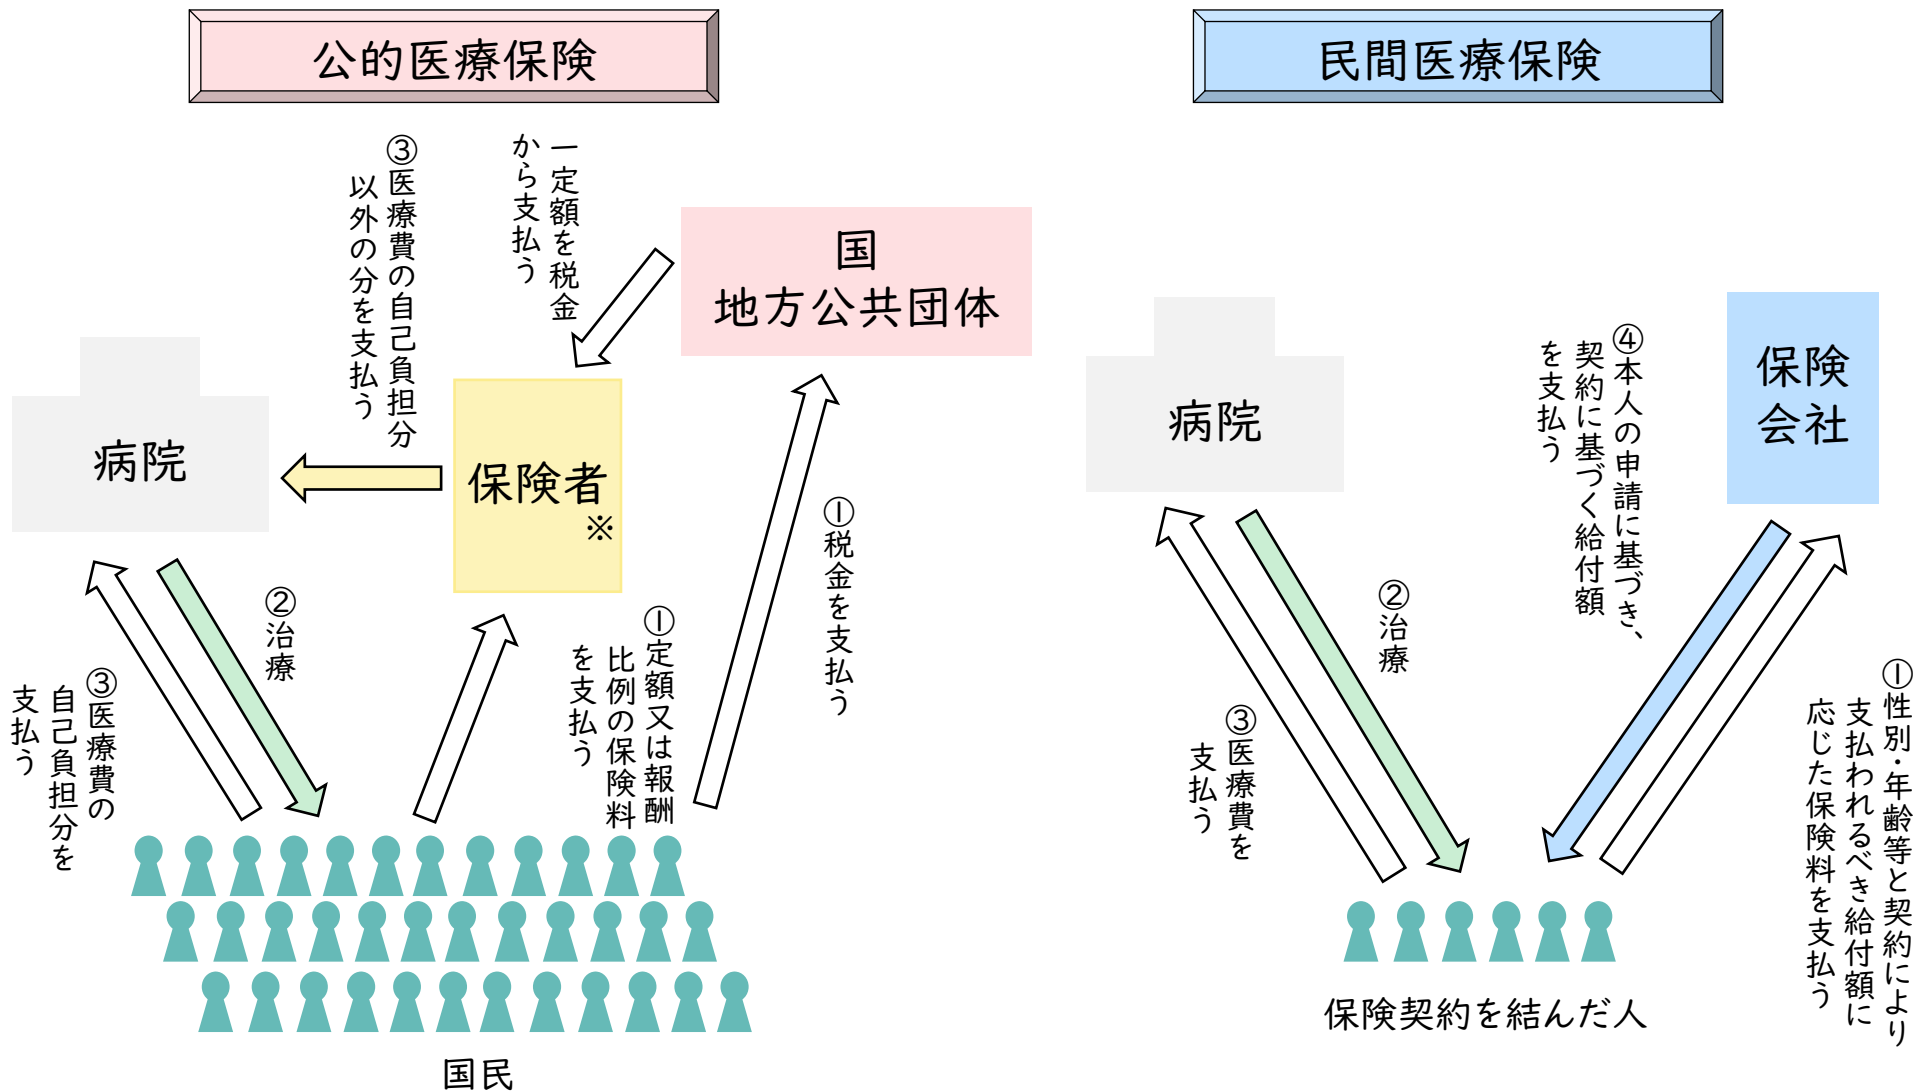 公的医療保険
一定額を税金
から支払う
③医療費の自己負担分
以外の分を支払う
国
地方公共団体
病院
保険者
※
①税金を支払う
②治療
①定額又は報酬
比例の保険料
を支払う
③医療費の
自己負担分を
支払う
国民
民間医療保険
病院
保険
会社
④本人の申請に基づき、
契約に基づく給付額
を支払う
②治療
③医療費を
支払う
①性別・年齢等と契約により
支払われるべき給付額に
応じた保険料を支払う
保険契約を結んだ人